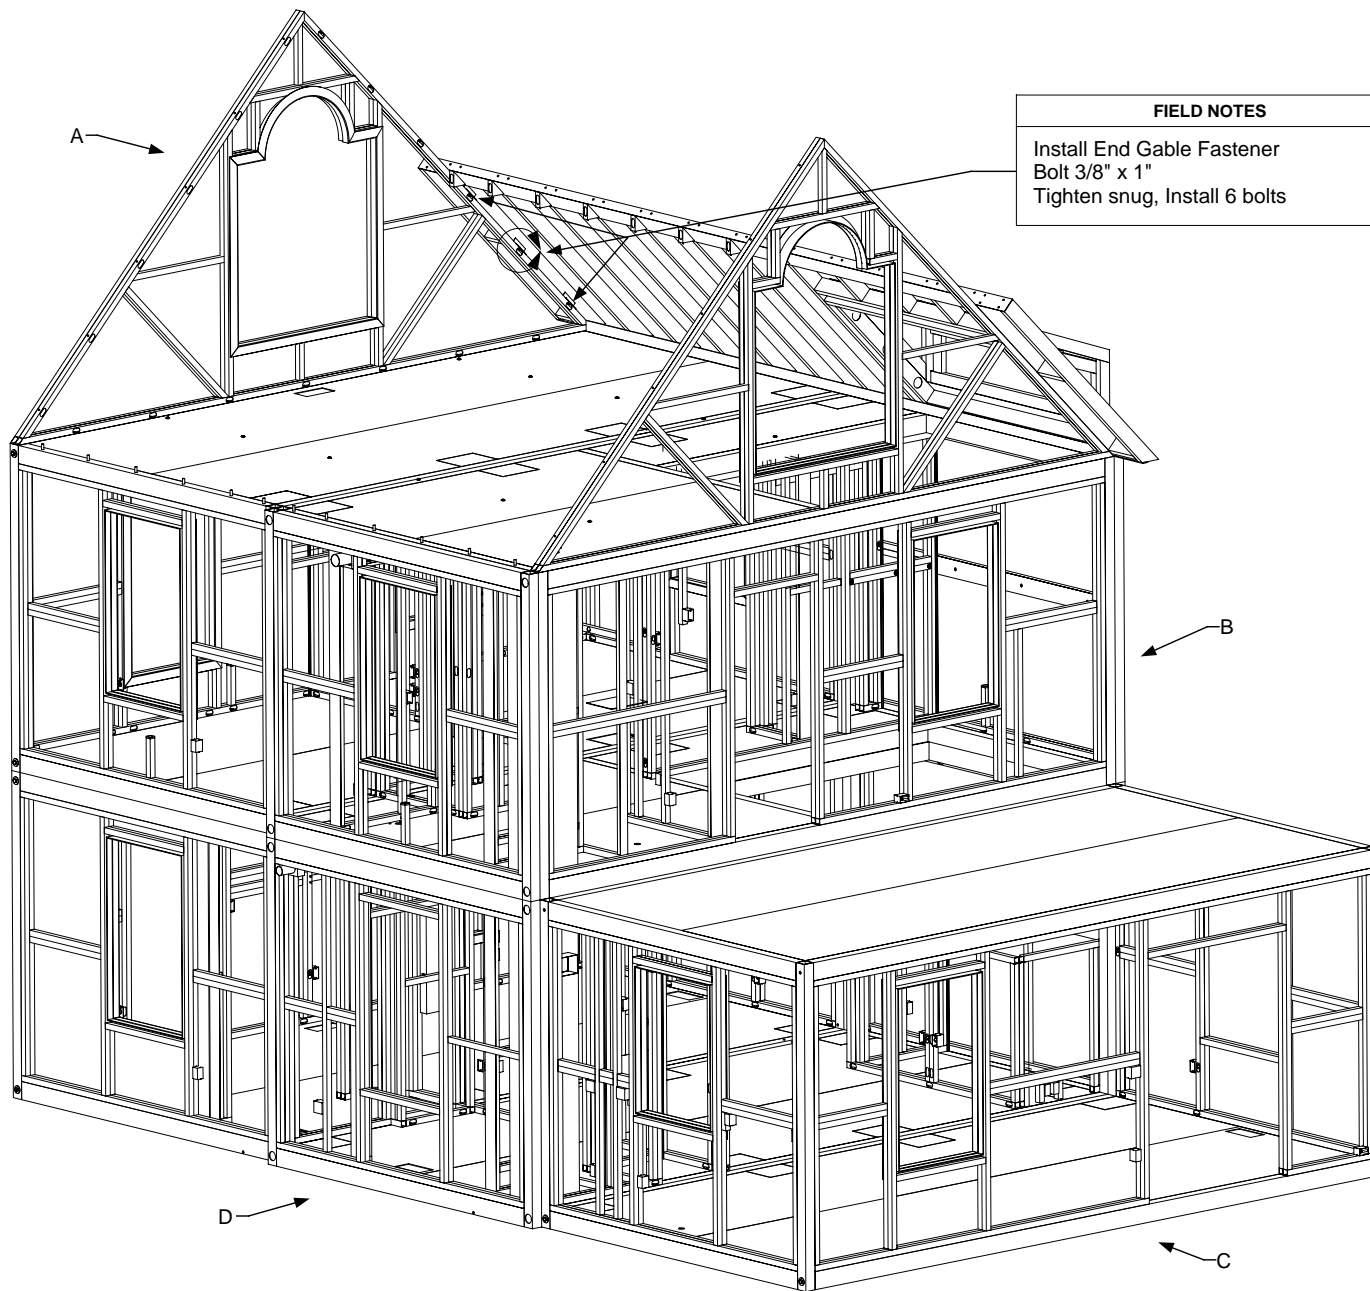 A
FIELD NOTES
Install End Gable Fastener
Bolt 3/8" x 1"
Tighten snug, Install 6 bolts
B
D
C